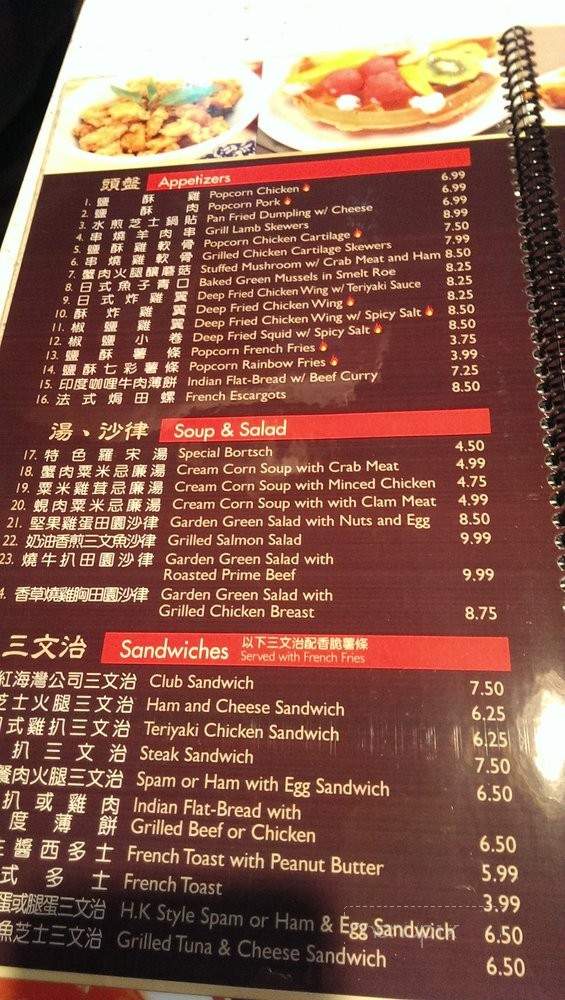 頭盤 Appetizers
1. 鹽酥雞 Popcorn Chicken 6.99
2. 鹽酥肉 Popcorn Pork 6.99
3. 水煎芝士鍋貼 Pan Fried Dumpling w/ Cheese 6.99
4. 串燒羊肉串 Grill Lamb Skewers 8.99
5. 鹽酥雞軟骨 Popcorn Chicken Cartilage 7.50
6. 串燒雞軟骨 Grilled Chicken Cartilage Skewers 7.99
7. 蟹肉火腿釀蘑菇 Stuffed Mushroom w/ Crab Meat and Ham 8.50
8. 日式魚子青口 Baked Green Mussels in Smelt Roe 8.25
9. 日式炸雞翼 Deep Fried Chicken Wing w/ Teriyaki Sauce 8.25
10. 酥炸雞翼 Deep Fried Chicken Wing 8.25
11. 椒鹽雞翼 Deep Fried Chicken Wing w/ Spicy Salt 8.50
12. 椒鹽小卷 Deep Fried Squid w/ Spicy Salt 8.50
13. 鹽酥薯條 Popcorn French Fries 3.75
14. 鹽酥七彩薯條 Popcorn Rainbow Fries 3.99
15. 印度咖哩牛肉薄餅 Indian Flat-Bread w/ Beef Curry 7.25
16. 法式焗田螺 French Escargots 8.50
湯、沙律 Soup & Salad
17. 特色羅宋湯 Special Bortsch 4.50
18. 蟹肉粟米忌廉湯 Cream Corn Soup with Crab Meat 4.99
19. 粟米雞茸忌廉湯 Cream Corn Soup with Minced Chicken 4.75
20. 蜆肉粟米忌廉湯 Cream Corn Soup with with Clam Meat 4.99
21. 堅果雞蛋田園沙律 Garden Green Salad with Nuts and Egg 8.50
22. 奶油香煎三文魚沙律 Grilled Salmon Salad 9.99
23. 燒牛扒田園沙律 Garden Green Salad with
Roasted Prime Beef 9.99
4. 香草燒雞胸田園沙律 Garden Green Salad with
Grilled Chicken Breast 8.75
三文治 Sandwiches 以下三文治配香脆薯條
Served with French Fries
紅海灣公司三文治 Club Sandwich 7.50
芝士火腿三文治 Ham and Cheese Sandwich 6.25
式雞扒三文治 Teriyaki Chicken Sandwich 6.25
扒三文治 Steak Sandwich 7.50
餐肉火腿三文治 Spam or Ham with Egg Sandwich 6.50
扒或雞肉 Indian Flat-Bread with
度薄餅 Grilled Beef or Chicken 6.50
醬西多士 French Toast with Peanut Butter 5.99
式多士 French Toast 3.99
蛋或腿蛋三文治 H.K Style Spam or Ham & Egg Sandwich 6.50
魚芝士三文治 Grilled Tuna & Cheese Sandwich 6.50